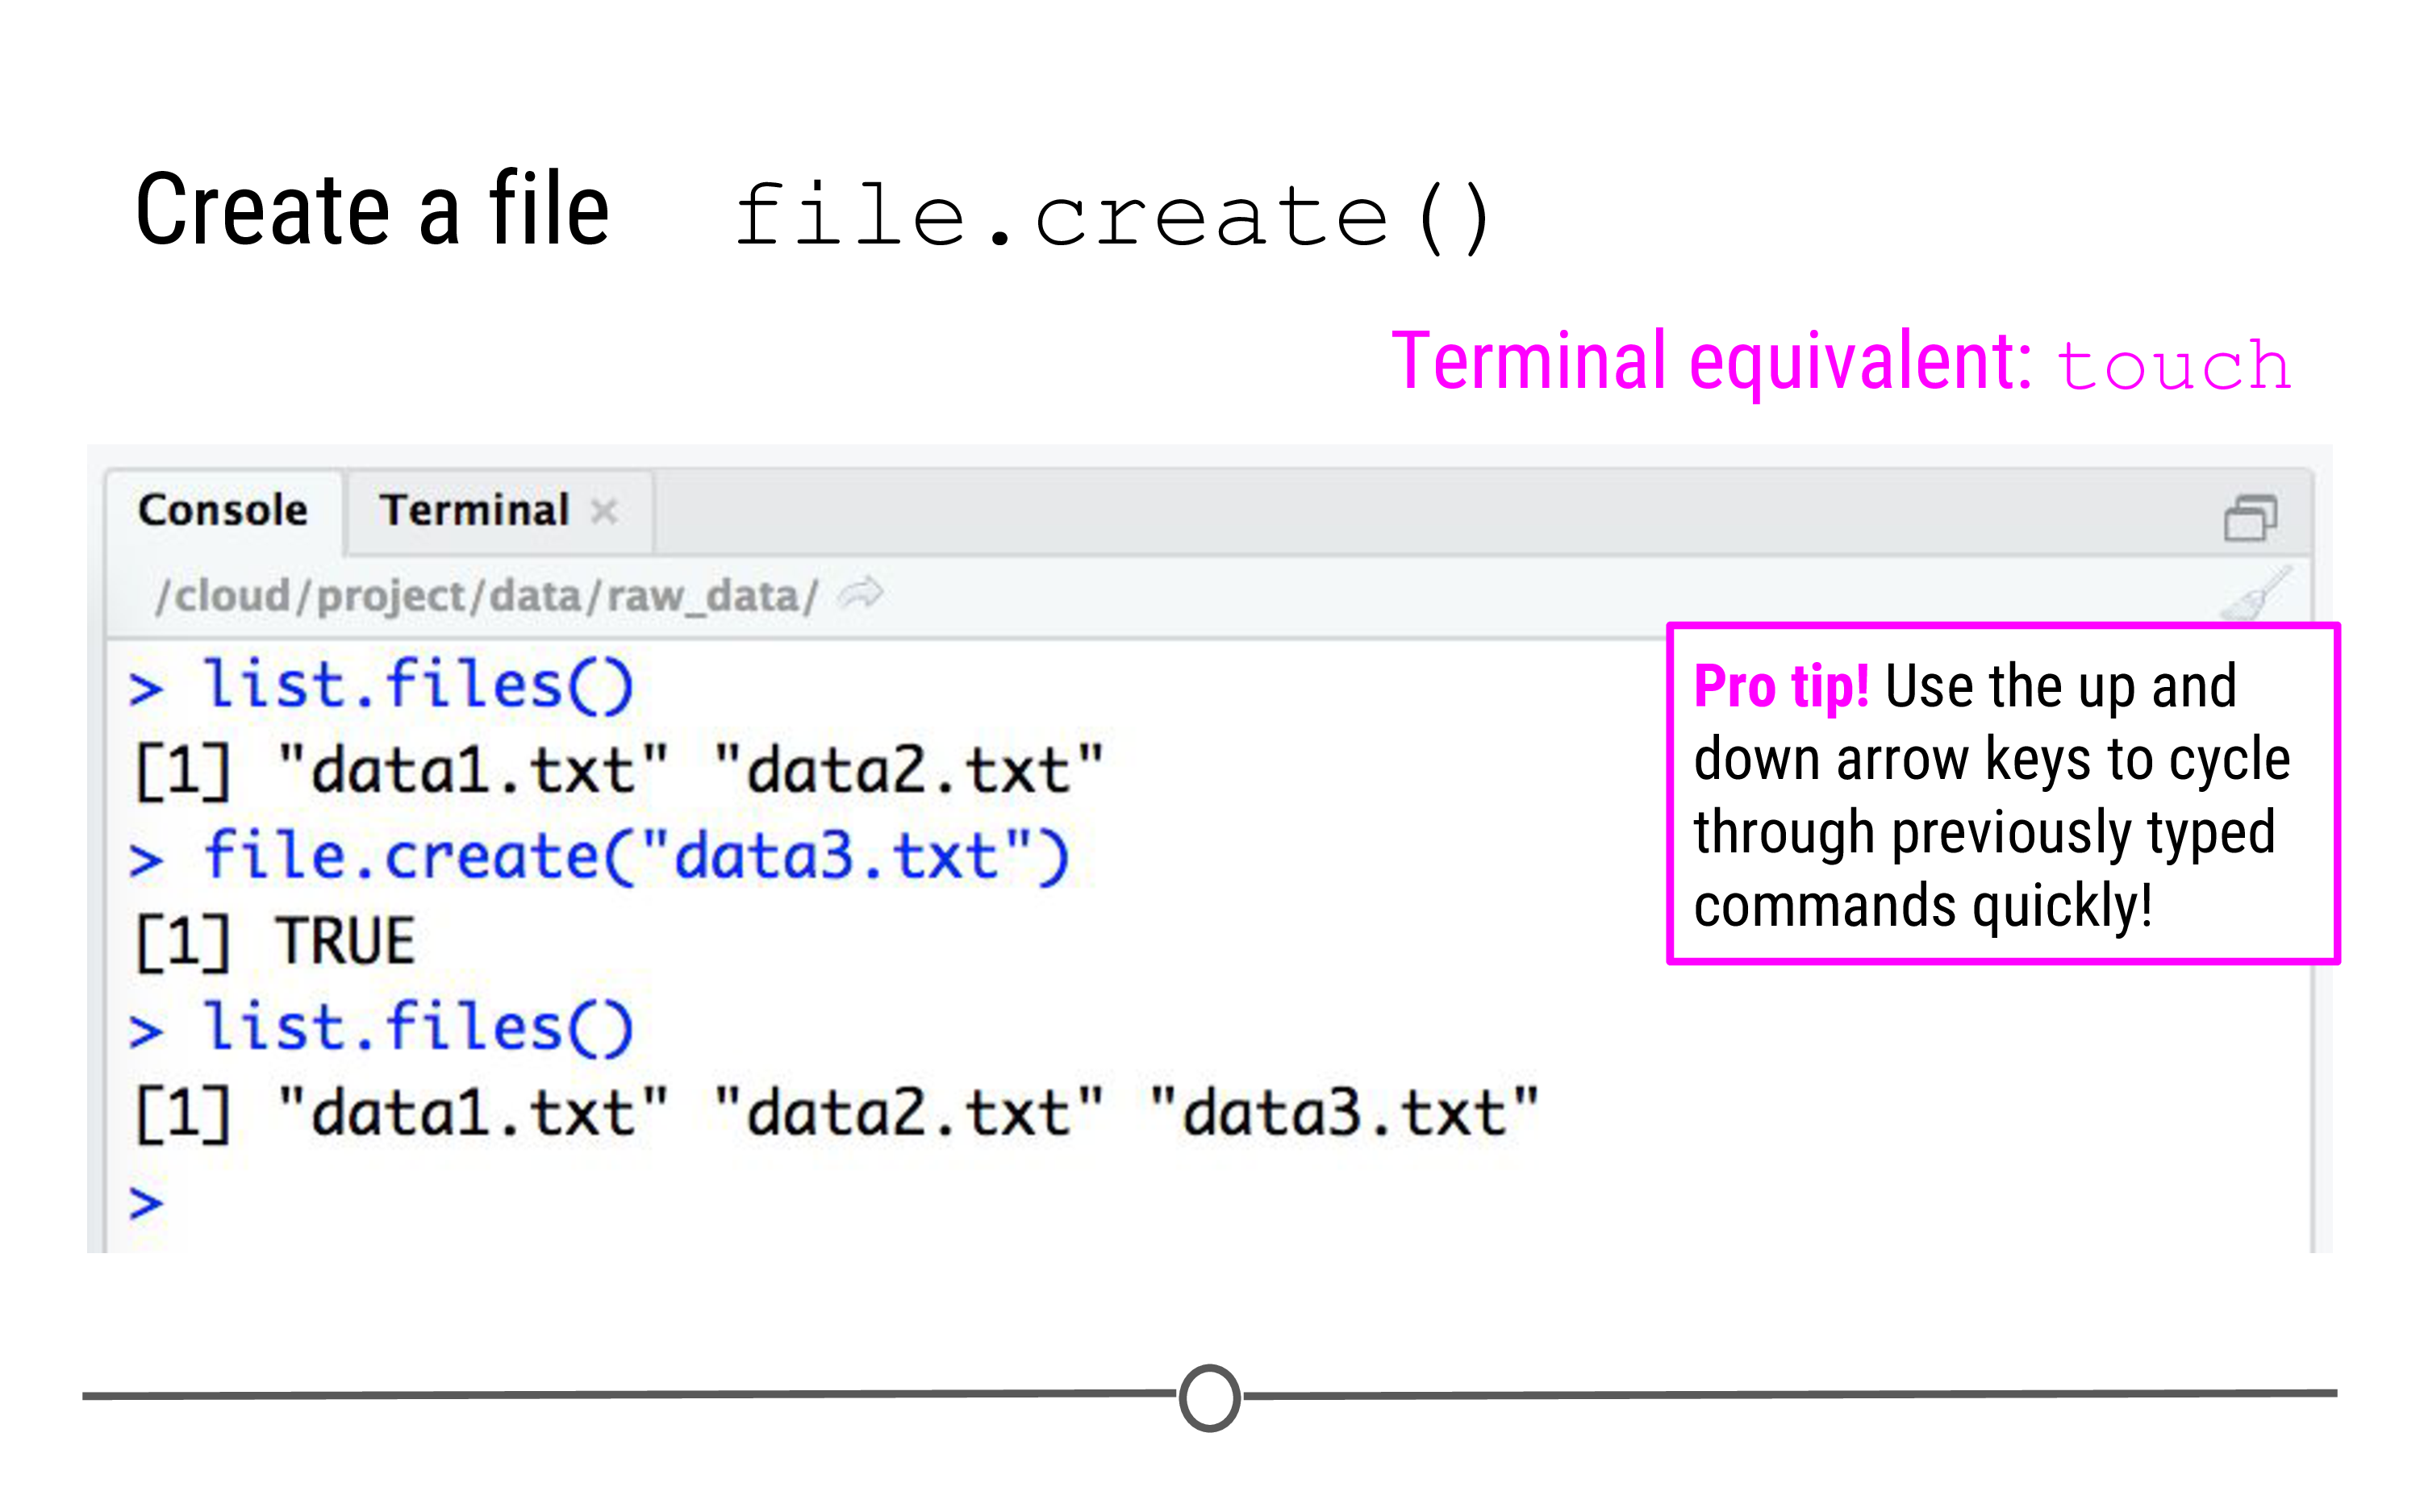 Create a file file.create()
Terminal equivalent: touch
Console Terminal ×
/cloud/project/data/raw_data/
> list.files()
[1] "data1.txt" "data2.txt"
> file.create("data3.txt")
[1] TRUE
> list.files()
[1] "data1.txt" "data2.txt" "data3.txt"
>
Pro tip! Use the up and
down arrow keys to cycle
through previously typed
commands quickly!